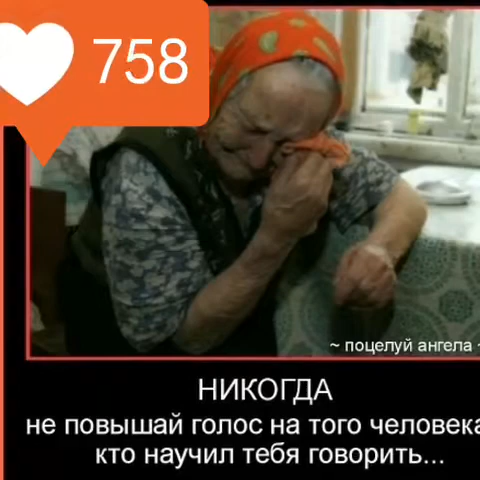 758
~ поцелуй ангела ~
НИКОГДА
не повышай голос на того человека
кто научил тебя говорить...